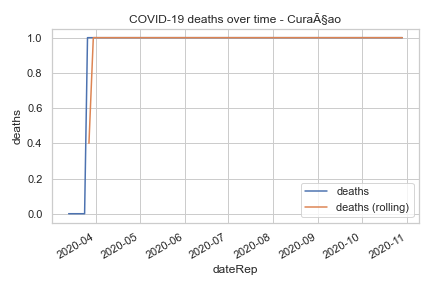 COVID-19 deaths over time - CuraÃ§ao
1.0
0.8
0.6
0.4
0.2
0.0
deaths
deaths
deaths (rolling)
2020-04
2020-05
2020-06
2020-07
2020-08
2020-09
2020-10
2020-11
dateRep